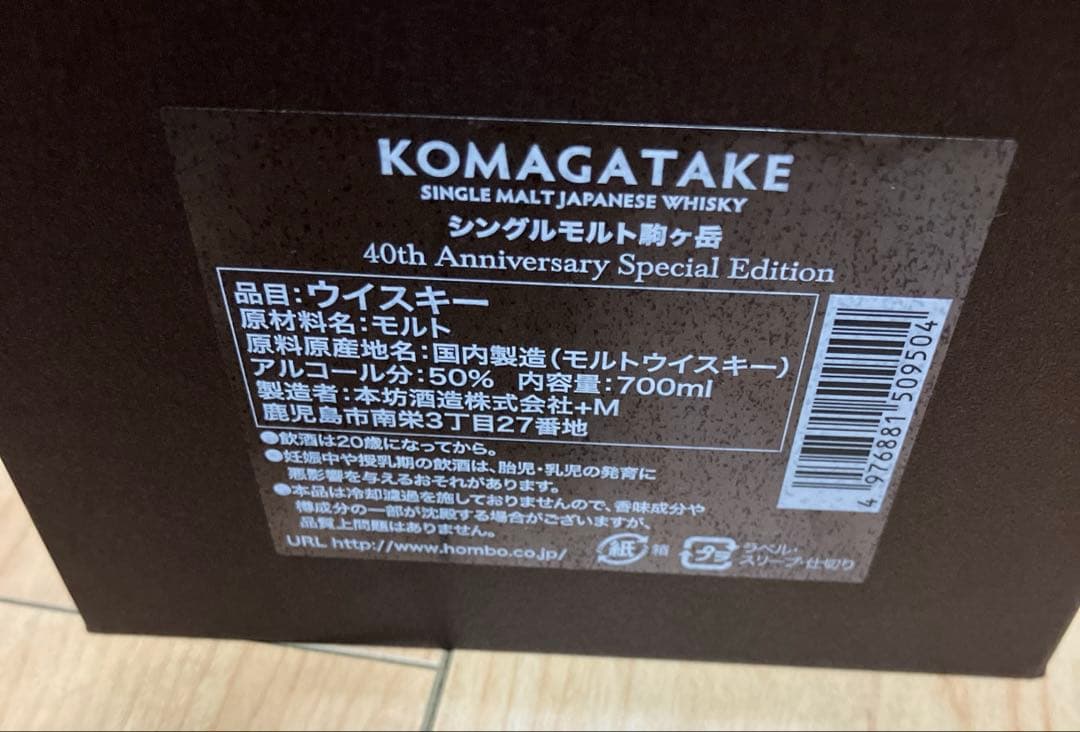 KOMAGATAKE
SINGLE MALT JAPANESE WHISKY
シングルモルト駒ヶ岳
40th Anniversary Special Edition
品目:ウイスキー
原材料名:モルト
原料原産地名:国内製造(モルトウイスキー)
アルコール分:50% 内容量:700ml
製造者:本坊酒造株式会社+M
鹿児島市南栄3丁目27番地
●飲酒は20歳になってから。
●妊娠中や授乳期の飲酒は、胎児・乳児の発育に
悪影響を与えるおそれがあります。
●本品は冷却濾過を施しておりませんので、香味成分や
樽成分の一部が沈殿する場合がございますが、
品質上問題はありません。
URL http://www.hombo.co.jp/
紙 箱
プラ ラベル・
スリーブ・仕切り
4 976881 509504